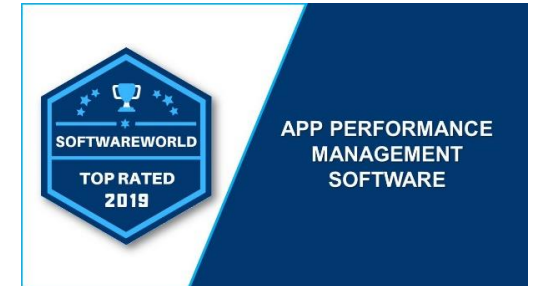 SOFTWAREWORLD
TOP RATED
2019
APP PERFORMANCE
MANAGEMENT
SOFTWARE